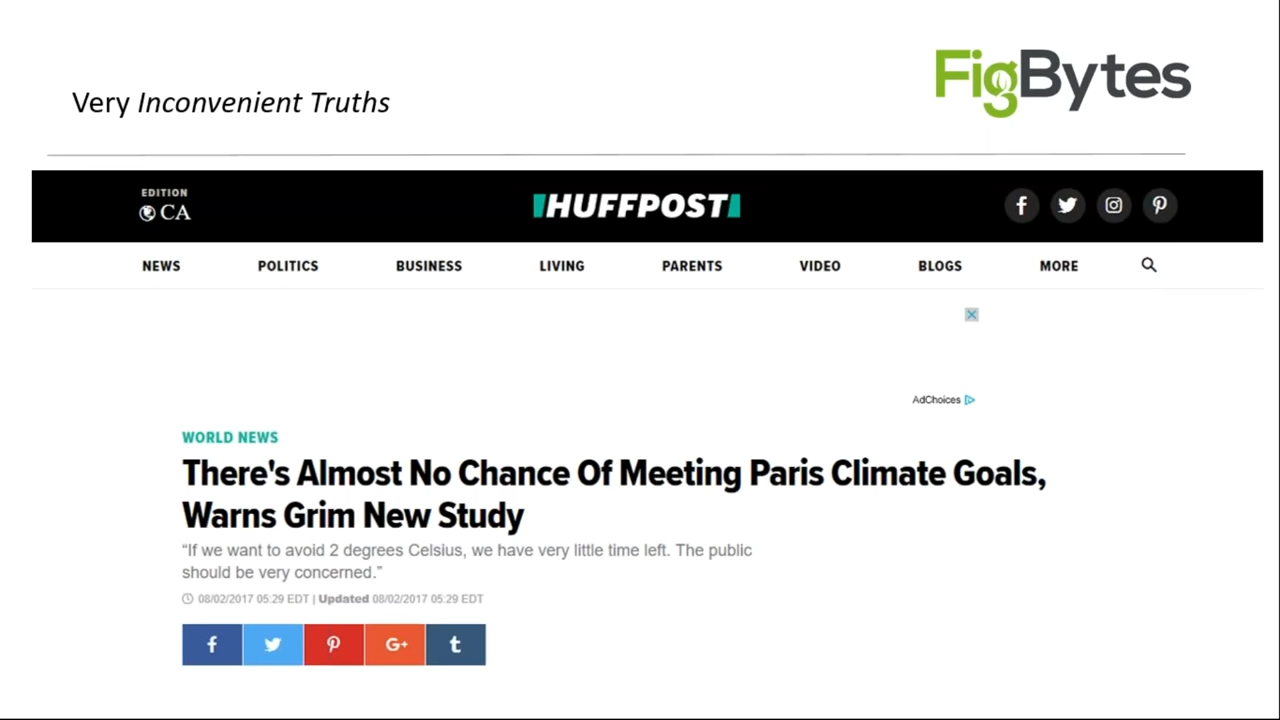 FigBytes
Very Inconvenient Truths
EDITION
CA
HUFFPOST
NEWS POLITICS BUSINESS LIVING PARENTS VIDEO BLOGS MORE
AdChoices
WORLD NEWS
There's Almost No Chance Of Meeting Paris Climate Goals,
Warns Grim New Study
“If we want to avoid 2 degrees Celsius, we have very little time left. The public
should be very concerned.”
08/02/2017 05:29 EDT | Updated 08/02/2017 05:29 EDT
G+